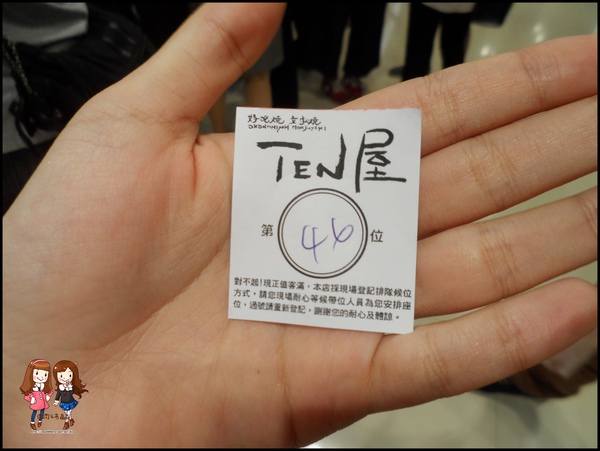 好吃燒 文字燒
OKONOMIYAKI MONJAYAKI
TEN屋
第 46 位
對不起!現正值客滿，本店採現場登記排隊候位
方式，請您現場耐心等候帶位人員為您安排座
位，過號請重新登記，謝謝您的耐心及體諒。